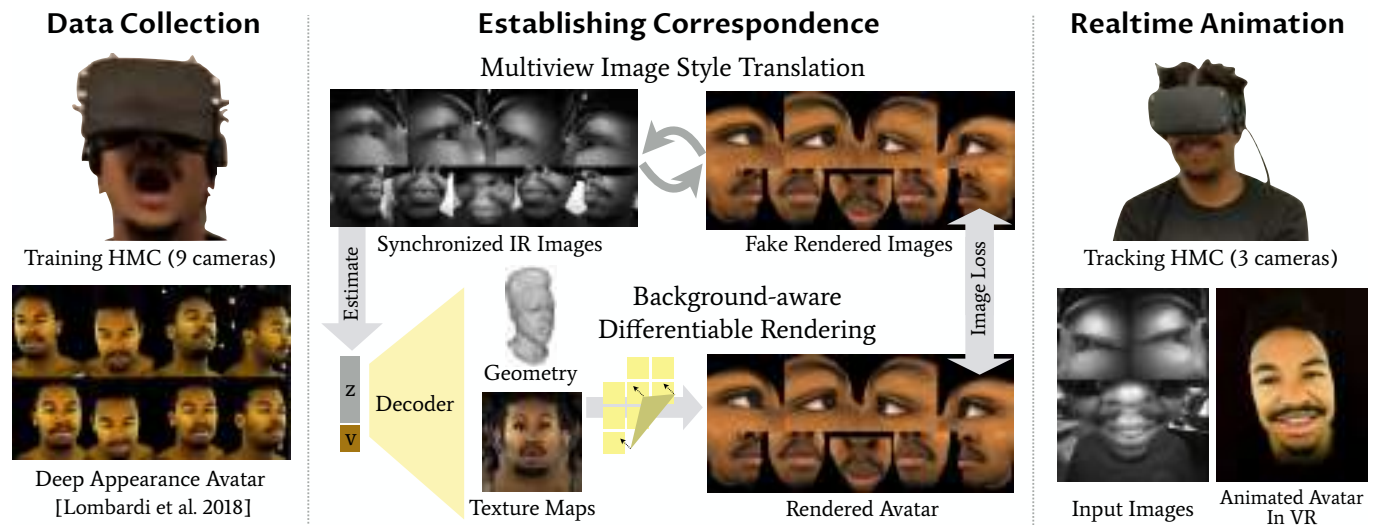 Data Collection
Training HMC (9 cameras)
Deep Appearance Avatar
[Lombardi et al. 2018]
Establishing Correspondence
Multiview Image Style Translation
Synchronized IR Images
Fake Rendered Images
Estimate
Image Loss
Background-aware
Differentiable Rendering
z
v
Decoder
Geometry
Texture Maps
Rendered Avatar
Realtime Animation
Tracking HMC (3 cameras)
Input Images
Animated Avatar
In VR